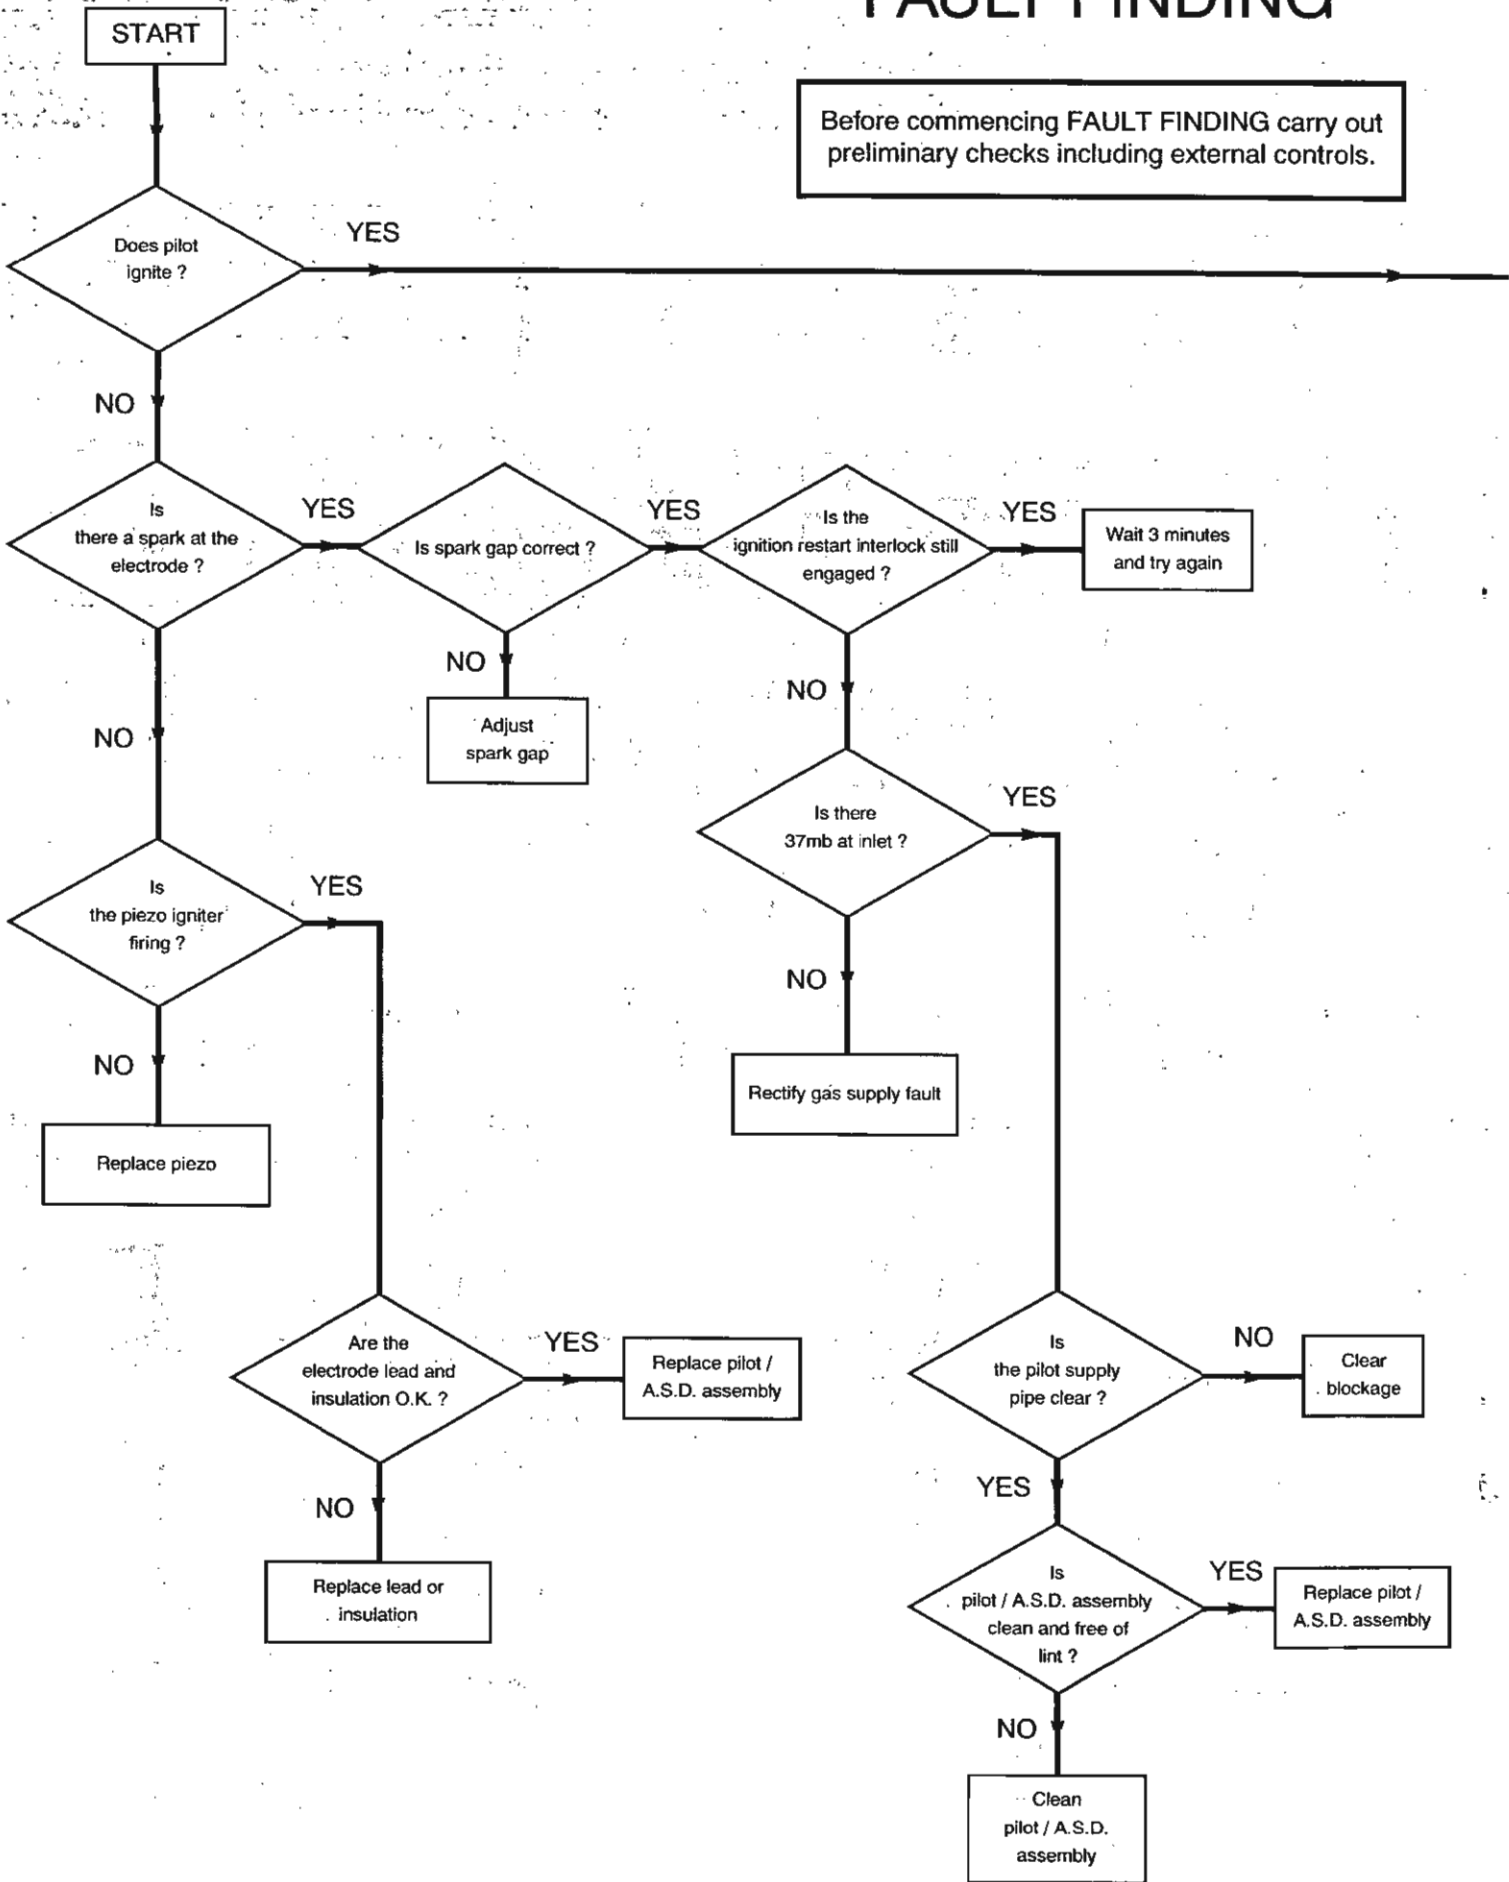 FAULT FINDING
START
Before commencing FAULT FINDING carry out
preliminary checks including external controls.
Does pilot
ignite ?
YES
NO
Is
there a spark at the
electrode ?
YES
Is spark gap correct ?
YES
Is the
ignition restart interlock still
engaged ?
YES
Wait 3 minutes
and try again
NO
Adjust
spark gap
NO
NO
Is there
37mb at inlet ?
YES
Is
the piezo igniter
firing ?
YES
NO
Rectify gas supply fault
NO
Replace piezo
Are the
electrode lead and
insulation O.K. ?
YES
Replace pilot /
A.S.D. assembly
Is
the pilot supply
pipe clear ?
NO
Clear
blockage
NO
Replace lead or
insulation
YES
Is
pilot / A.S.D. assembly
clean and free of
lint ?
YES
Replace pilot /
A.S.D. assembly
NO
Clean
pilot / A.S.D.
assembly